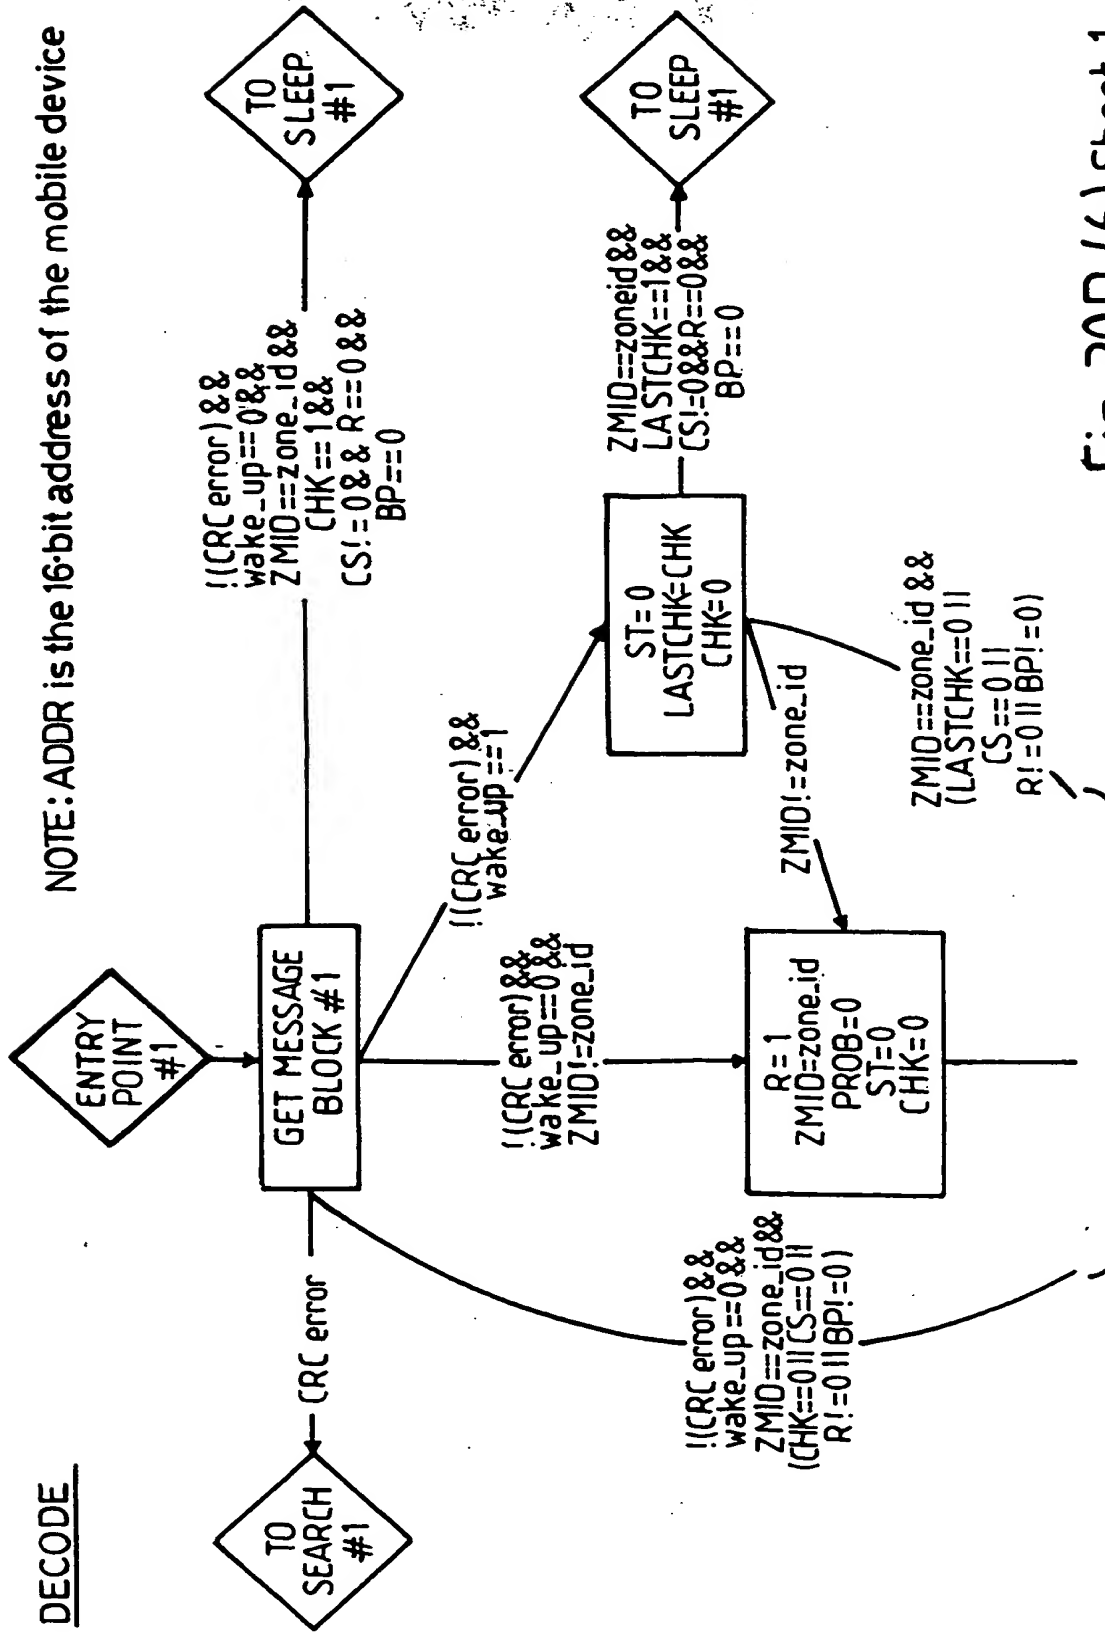 DECODE
NOTE: ADDR is the 16-bit address of the mobile device
ENTRY
POINT
#1
TO
SEARCH
#1
CRC error
GET MESSAGE
BLOCK #1
!(CRC error) &&
wake_up==0 &&
ZMID==zone_id &&
CHK==1 &&
CS!=0 && R==0 &&
BP==0
TO
SLEEP
#1
!(CRC error) &&
wake_up==1
!(CRC error) &&
wake_up==0 &&
ZMID!=zone_id
!(CRC error) &&
wake_up==0 &&
ZMID==zone_id &&
(CHK==0 || CS==0 ||
R!=0 || BP!=0)
ST=0
LASTCHK=CHK
CHK=0
ZMID==zoneid &&
LASTCHK==1 &&
CS!=0 && R==0 &&
BP==0
TO
SLEEP
#1
ZMID!=zone_id
ZMID==zone_id &&
(LASTCHK==0 ||
CS==0 ||
R!=0 || BP!=0)
R=1
ZMID=zone_id
PROB=0
ST=0
CHK=0